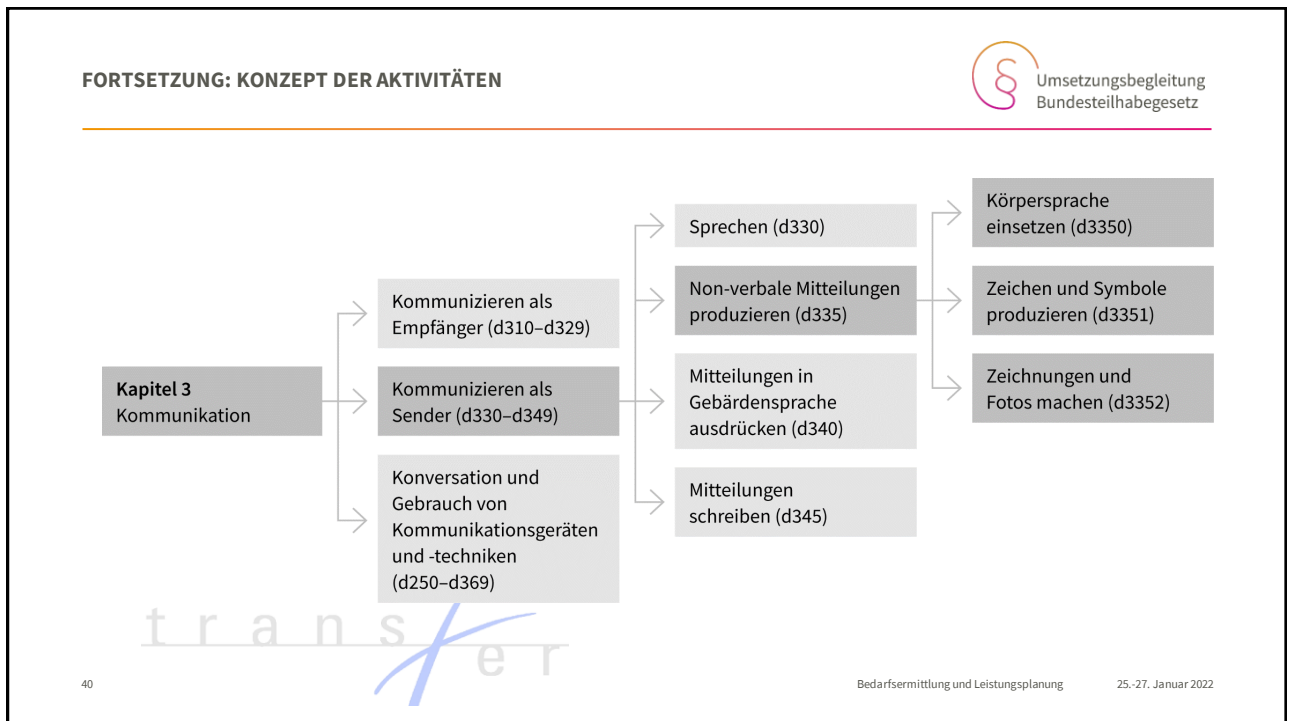 FORTSETZUNG: KONZEPT DER AKTIVITÄTEN
Umsetzungsbegleitung
Bundesteilhabegesetz
Kapitel 3
Kommunikation
Kommunizieren als
Empfänger (d310–d329)
Kommunizieren als
Sender (d330–d349)
Konversation und
Gebrauch von
Kommunikationsgeräten
und -techniken
(d250–d369)
Sprechen (d330)
Non-verbale Mitteilungen
produzieren (d335)
Mitteilungen in
Gebärdensprache
ausdrücken (d340)
Mitteilungen
schreiben (d345)
Körpersprache
einsetzen (d3350)
Zeichen und Symbole
produzieren (d3351)
Zeichnungen und
Fotos machen (d3352)
transfer
40
Bedarfsermittlung und Leistungsplanung
25.-27. Januar 2022